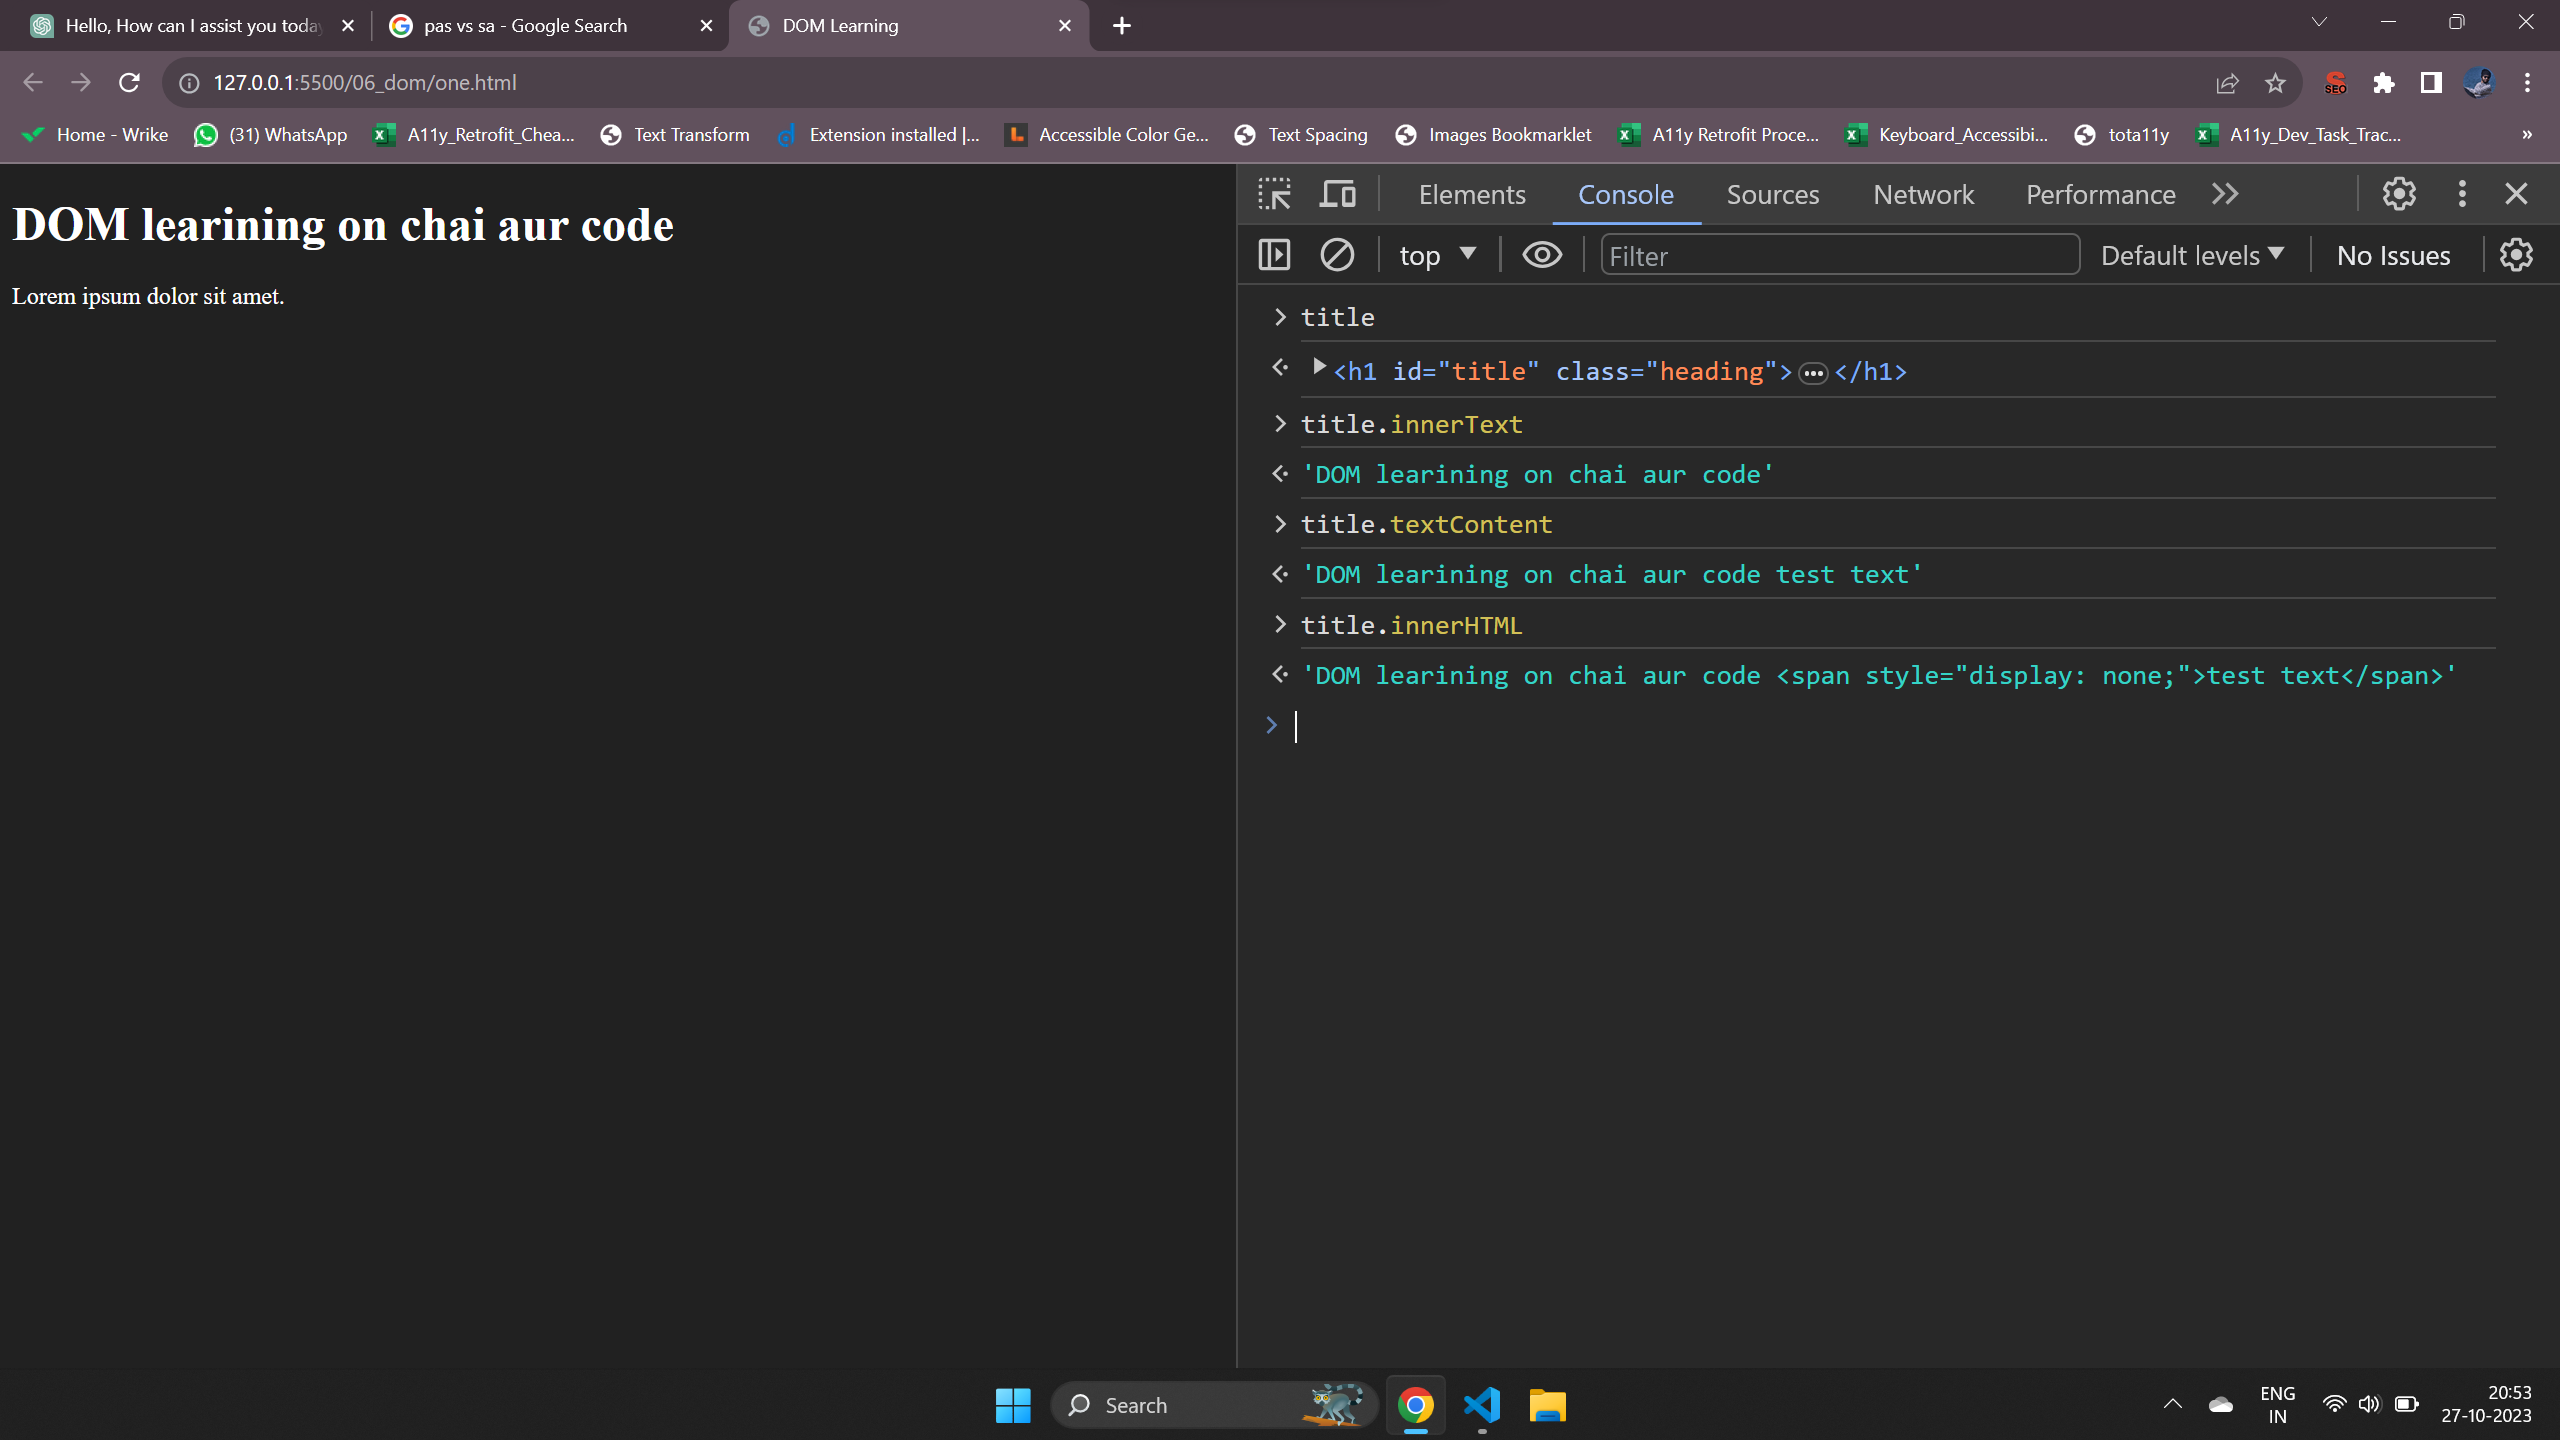 Hello, How can I assist you today
pas vs sa - Google Search
DOM Learning
127.0.0.1:5500/06_dom/one.html
SEO
Home - Wrike
(31) WhatsApp
A11y_Retrofit_Chea...
Text Transform
Extension installed |...
Accessible Color Ge...
Text Spacing
Images Bookmarklet
A11y Retrofit Proce...
Keyboard_Accessibi...
tota11y
A11y_Dev_Task_Trac...
»
DOM learining on chai aur code
Lorem ipsum dolor sit amet.
Elements
Console
Sources
Network
Performance
top
Filter
Default levels
No Issues
title
<h1 id="title" class="heading">…</h1>
title.innerText
'DOM learining on chai aur code'
title.textContent
'DOM learining on chai aur code test text'
title.innerHTML
'DOM learining on chai aur code <span style="display: none;">test text</span>'
Search
ENG
IN
20:53
27-10-2023